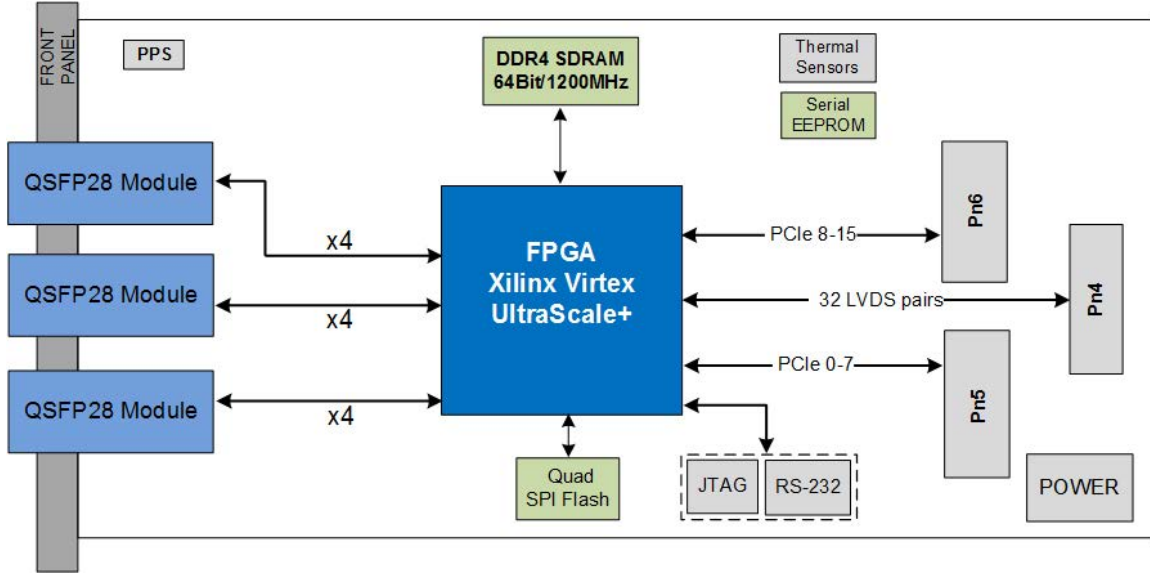 FRONT
PANEL
PPS
DDR4 SDRAM
64Bit/1200MHz
Thermal
Sensors
Serial
EEPROM
QSFP28 Module
x4
QSFP28 Module
x4
QSFP28 Module
x4
FPGA
Xilinx Virtex
UltraScale+
PCIe 8-15
Pn6
32 LVDS pairs
Pn4
PCIe 0-7
Pn5
Quad
SPI Flash
JTAG
RS-232
POWER